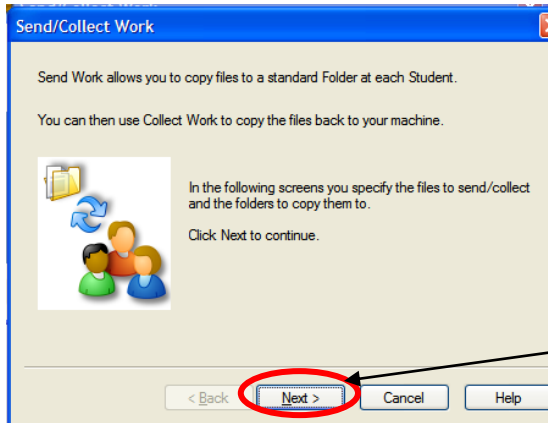 Send/Collect Work
Send Work allows you to copy files to a standard Folder at each Student.
You can then use Collect Work to copy the files back to your machine.
In the following screens you specify the files to send/collect
and the folders to copy them to.
Click Next to continue.
< Back Next > Cancel Help